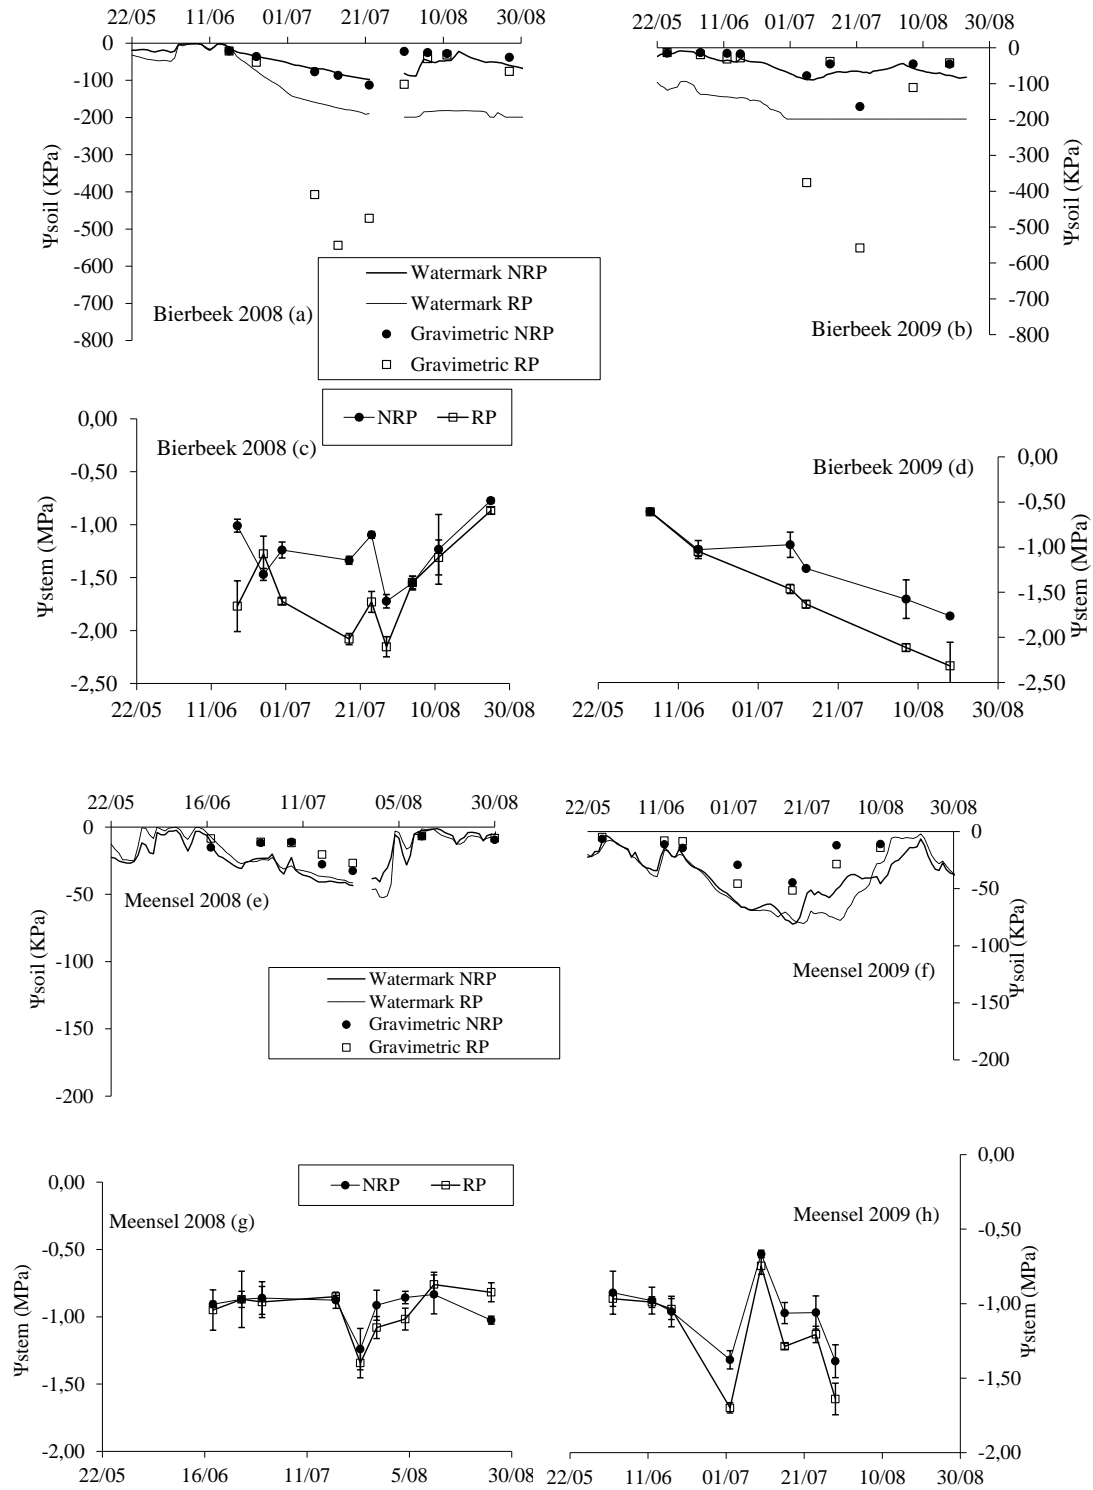 22/05 11/06 01/07 21/07 10/08 30/08
0
-100
-200
-300
-400
-500
-600
-700
-800
Ψsoil (KPa)
Bierbeek 2008 (a)
Watermark NRP
Watermark RP
Gravimetric NRP
Gravimetric RP
22/05 11/06 01/07 21/07 10/08 30/08
0
-100
-200
-300
-400
-500
-600
-700
-800
Ψsoil (KPa)
Bierbeek 2009 (b)
NRP RP
0,00
-0,50
-1,00
-1,50
-2,00
-2,50
Ψstem (MPa)
Bierbeek 2008 (c)
22/05 11/06 01/07 21/07 10/08 30/08
0,00
-0,50
-1,00
-1,50
-2,00
-2,50
Ψstem (MPa)
Bierbeek 2009 (d)
22/05 11/06 01/07 21/07 10/08 30/08
22/05 16/06 11/07 05/08 30/08
0
-50
-100
-150
-200
Ψsoil (KPa)
Meensel 2008 (e)
Watermark NRP
Watermark RP
Gravimetric NRP
Gravimetric RP
22/05 11/06 01/07 21/07 10/08 30/08
0
-50
-100
-150
-200
Ψsoil (KPa)
Meensel 2009 (f)
NRP RP
0,00
-0,50
-1,00
-1,50
-2,00
Ψstem (MPa)
Meensel 2008 (g)
22/05 16/06 11/07 5/08 30/08
0,00
-0,50
-1,00
-1,50
-2,00
Ψstem (MPa)
Meensel 2009 (h)
22/05 11/06 01/07 21/07 10/08 30/08